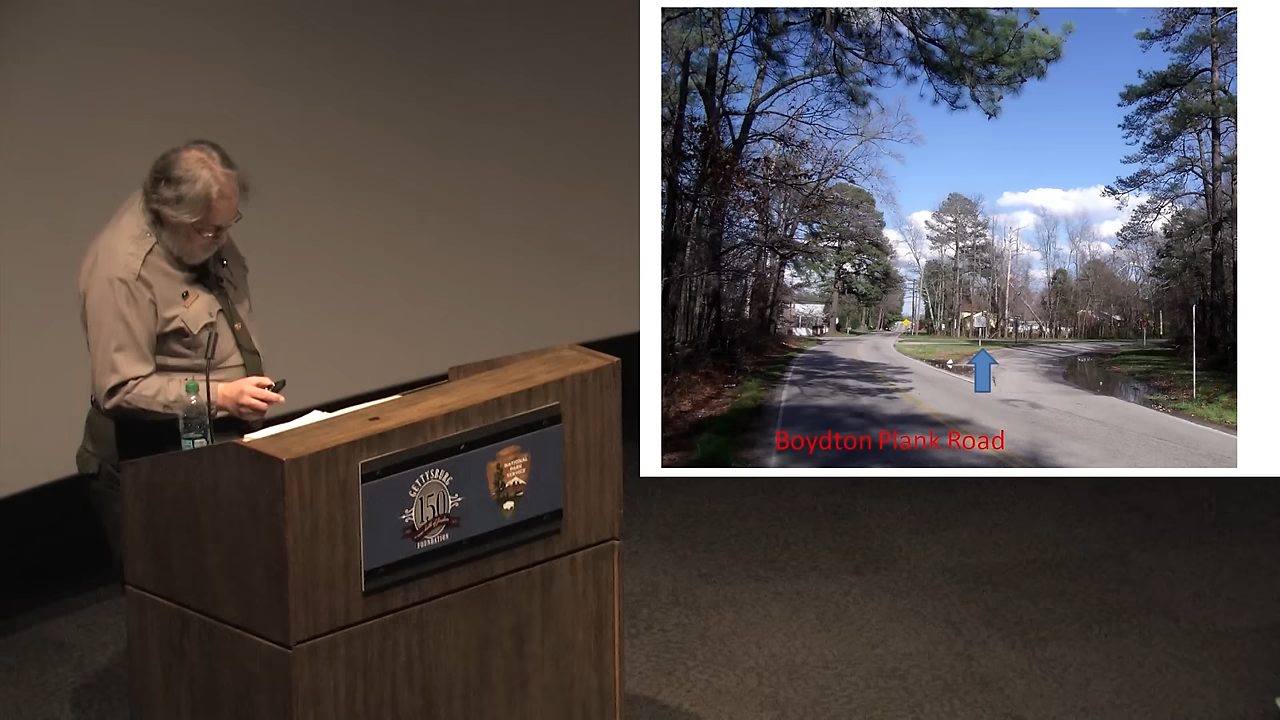 Boydton Plank Road
GETTYSBURG
150
FOUNDATION
NATIONAL
PARK
SERVICE